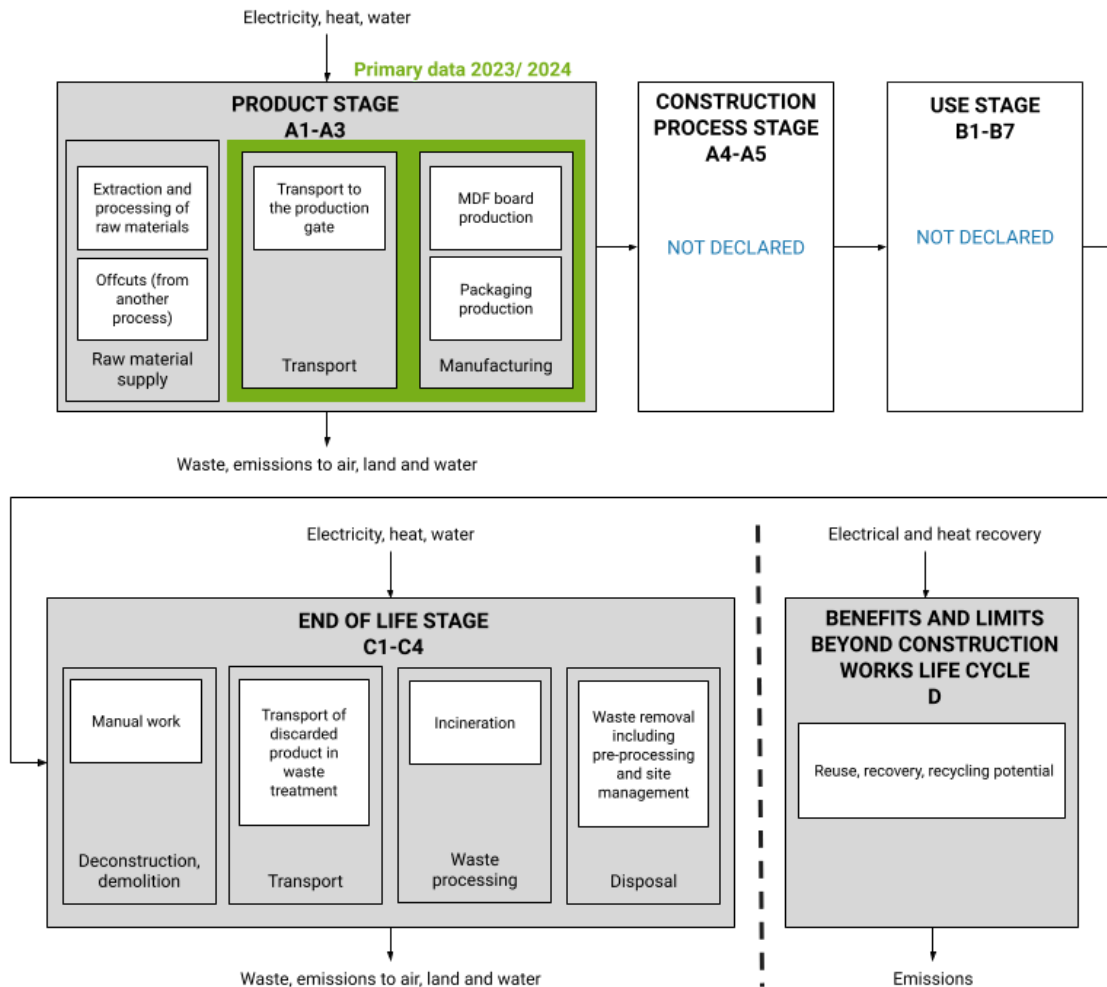 Electricity, heat, water
Primary data 2023/ 2024
PRODUCT STAGE
A1-A3
Extraction and
processing of
raw materials
Offcuts (from
another
process)
Raw material
supply
Transport to
the production
gate
Transport
MDF board
production
Packaging
production
Manufacturing
CONSTRUCTION
PROCESS STAGE
A4-A5
NOT DECLARED
USE STAGE
B1-B7
NOT DECLARED
Waste, emissions to air, land and water
Electricity, heat, water
END OF LIFE STAGE
C1-C4
Manual work
Deconstruction,
demolition
Transport of
discarded
product in
waste
treatment
Transport
Incineration
Waste
processing
Waste removal
including
pre-processing
and site
management
Disposal
Waste, emissions to air, land and water
Electrical and heat recovery
BENEFITS AND LIMITS
BEYOND CONSTRUCTION
WORKS LIFE CYCLE
D
Reuse, recovery, recycling potential
Emissions